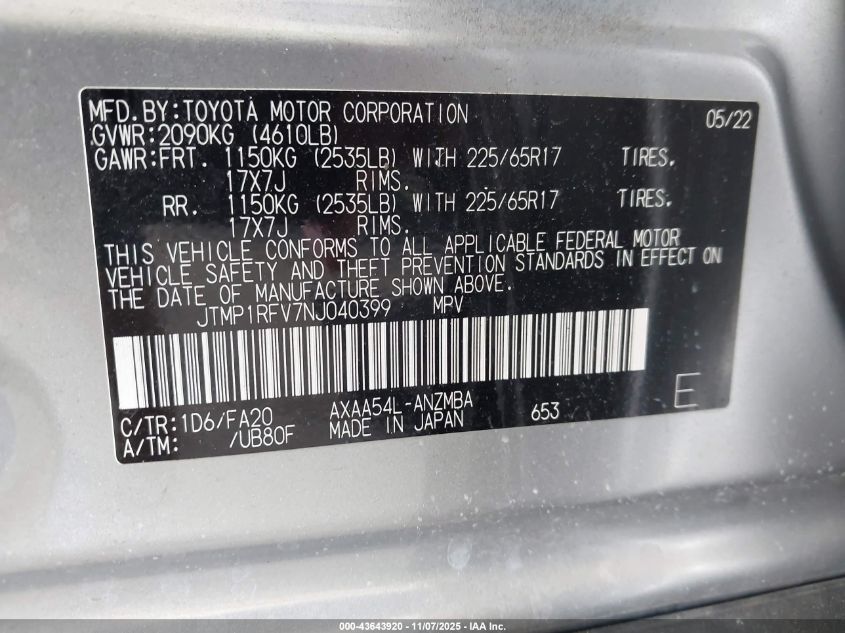 MFD.BY:TOYOTA MOTOR CORPORATION 05/22
GVWR:2090KG (4610LB)
GAWR:FRT. 1150KG (2535LB) WITH 225/65R17 TIRES.
17X7J RIMS.
RR. 1150KG (2535LB) WITH 225/65R17 TIRES.
17X7J RIMS.
THIS VEHICLE CONFORMS TO ALL APPLICABLE FEDERAL MOTOR
VEHICLE SAFETY AND THEFT PREVENTION STANDARDS IN EFFECT ON
THE DATE OF MANUFACTURE SHOWN ABOVE.
JTMP1RFV7NJ040399 MPV
E
C/TR:1D6/FA20 AXAA54L-ANZMBA 653
A/TM: /UB80F MADE IN JAPAN
000-43643920 - 11/07/2025 - IAA Inc.